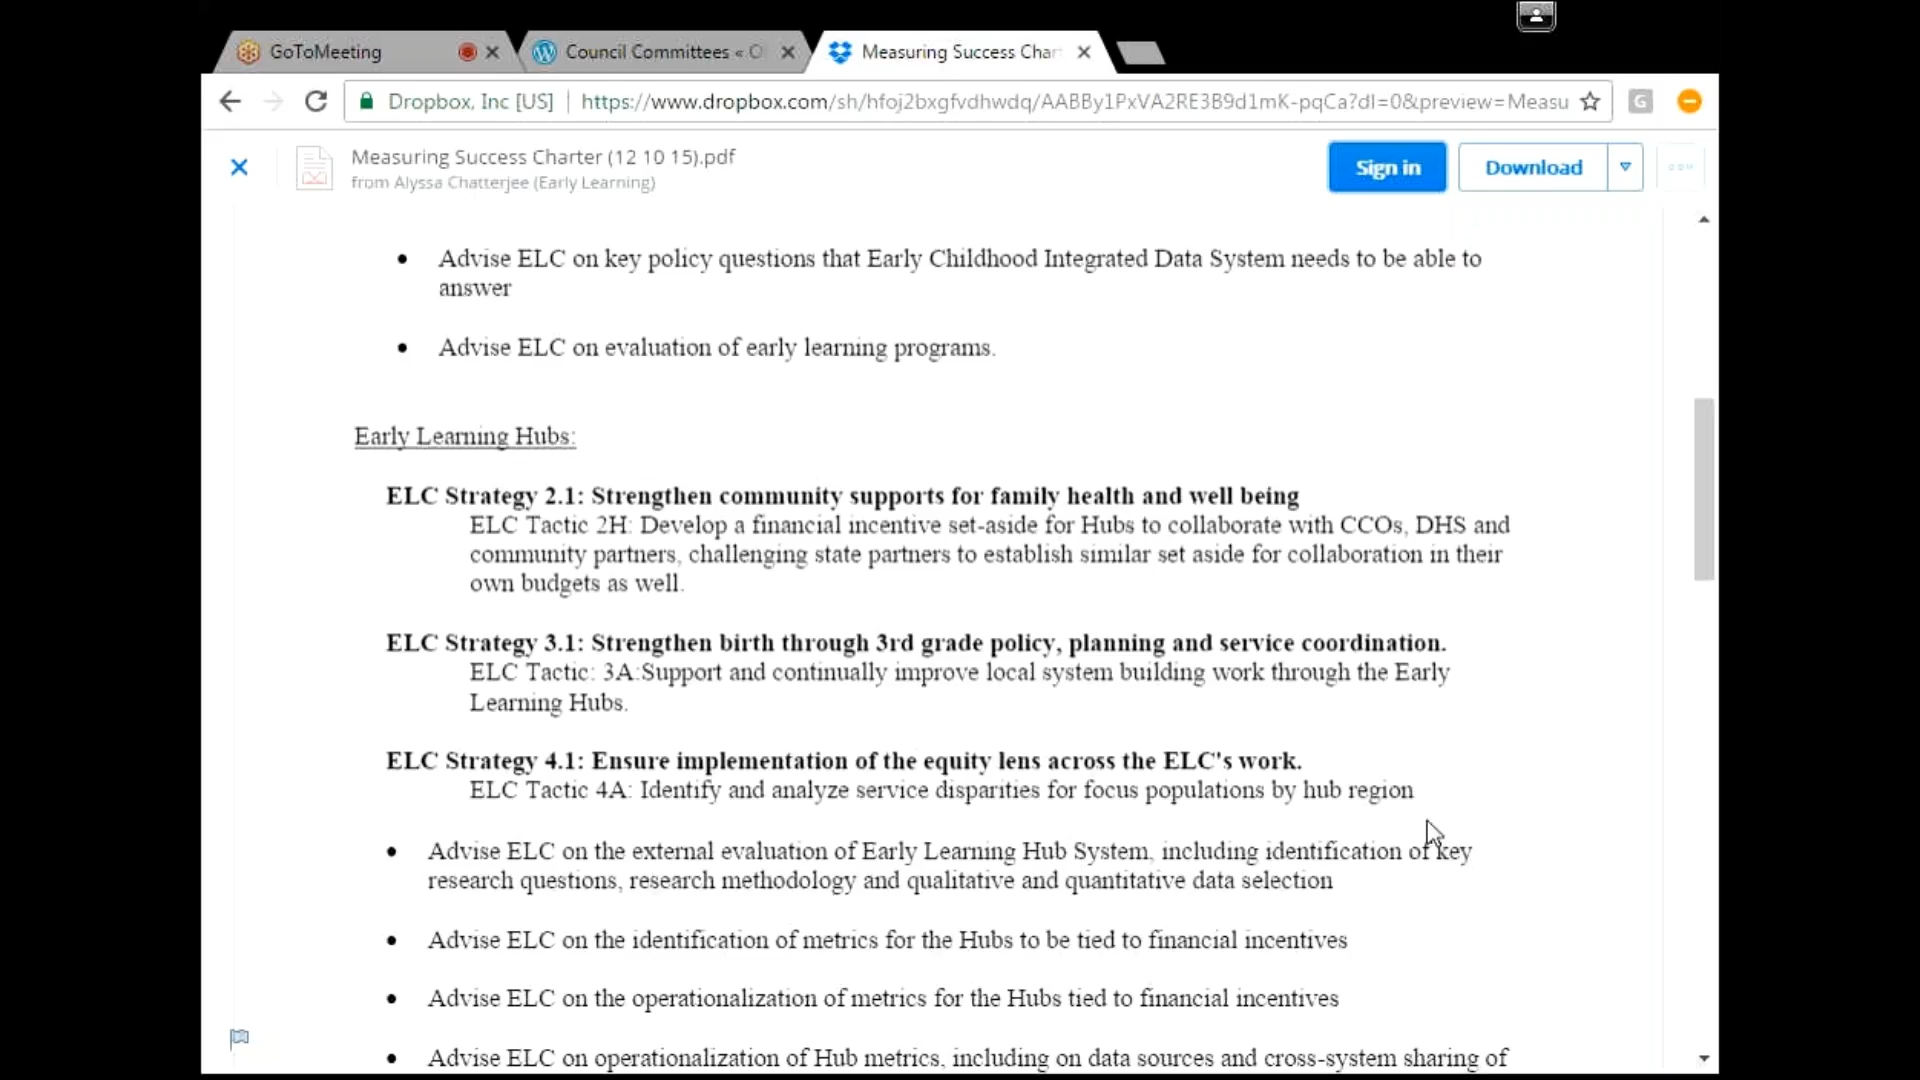 GoToMeeting
Council Committees « O
Measuring Success Char
Dropbox, Inc [US] | https://www.dropbox.com/sh/hfoj2bxgfvdhwdq/AABBy1PxVA2RE3B9d1mK-pqCa?dl=0&preview=Measu
G
Measuring Success Charter (12 10 15).pdf
from Alyssa Chatterjee (Early Learning)
Sign in
Download
• Advise ELC on key policy questions that Early Childhood Integrated Data System needs to be able to
answer
• Advise ELC on evaluation of early learning programs.
Early Learning Hubs:
ELC Strategy 2.1: Strengthen community supports for family health and well being
ELC Tactic 2H: Develop a financial incentive set-aside for Hubs to collaborate with CCOs, DHS and
community partners, challenging state partners to establish similar set aside for collaboration in their
own budgets as well.
ELC Strategy 3.1: Strengthen birth through 3rd grade policy, planning and service coordination.
ELC Tactic: 3A:Support and continually improve local system building work through the Early
Learning Hubs.
ELC Strategy 4.1: Ensure implementation of the equity lens across the ELC's work.
ELC Tactic 4A: Identify and analyze service disparities for focus populations by hub region
• Advise ELC on the external evaluation of Early Learning Hub System, including identification of key
research questions, research methodology and qualitative and quantitative data selection
• Advise ELC on the identification of metrics for the Hubs to be tied to financial incentives
• Advise ELC on the operationalization of metrics for the Hubs tied to financial incentives
• Advise ELC on operationalization of Hub metrics, including on data sources and cross-system sharing of